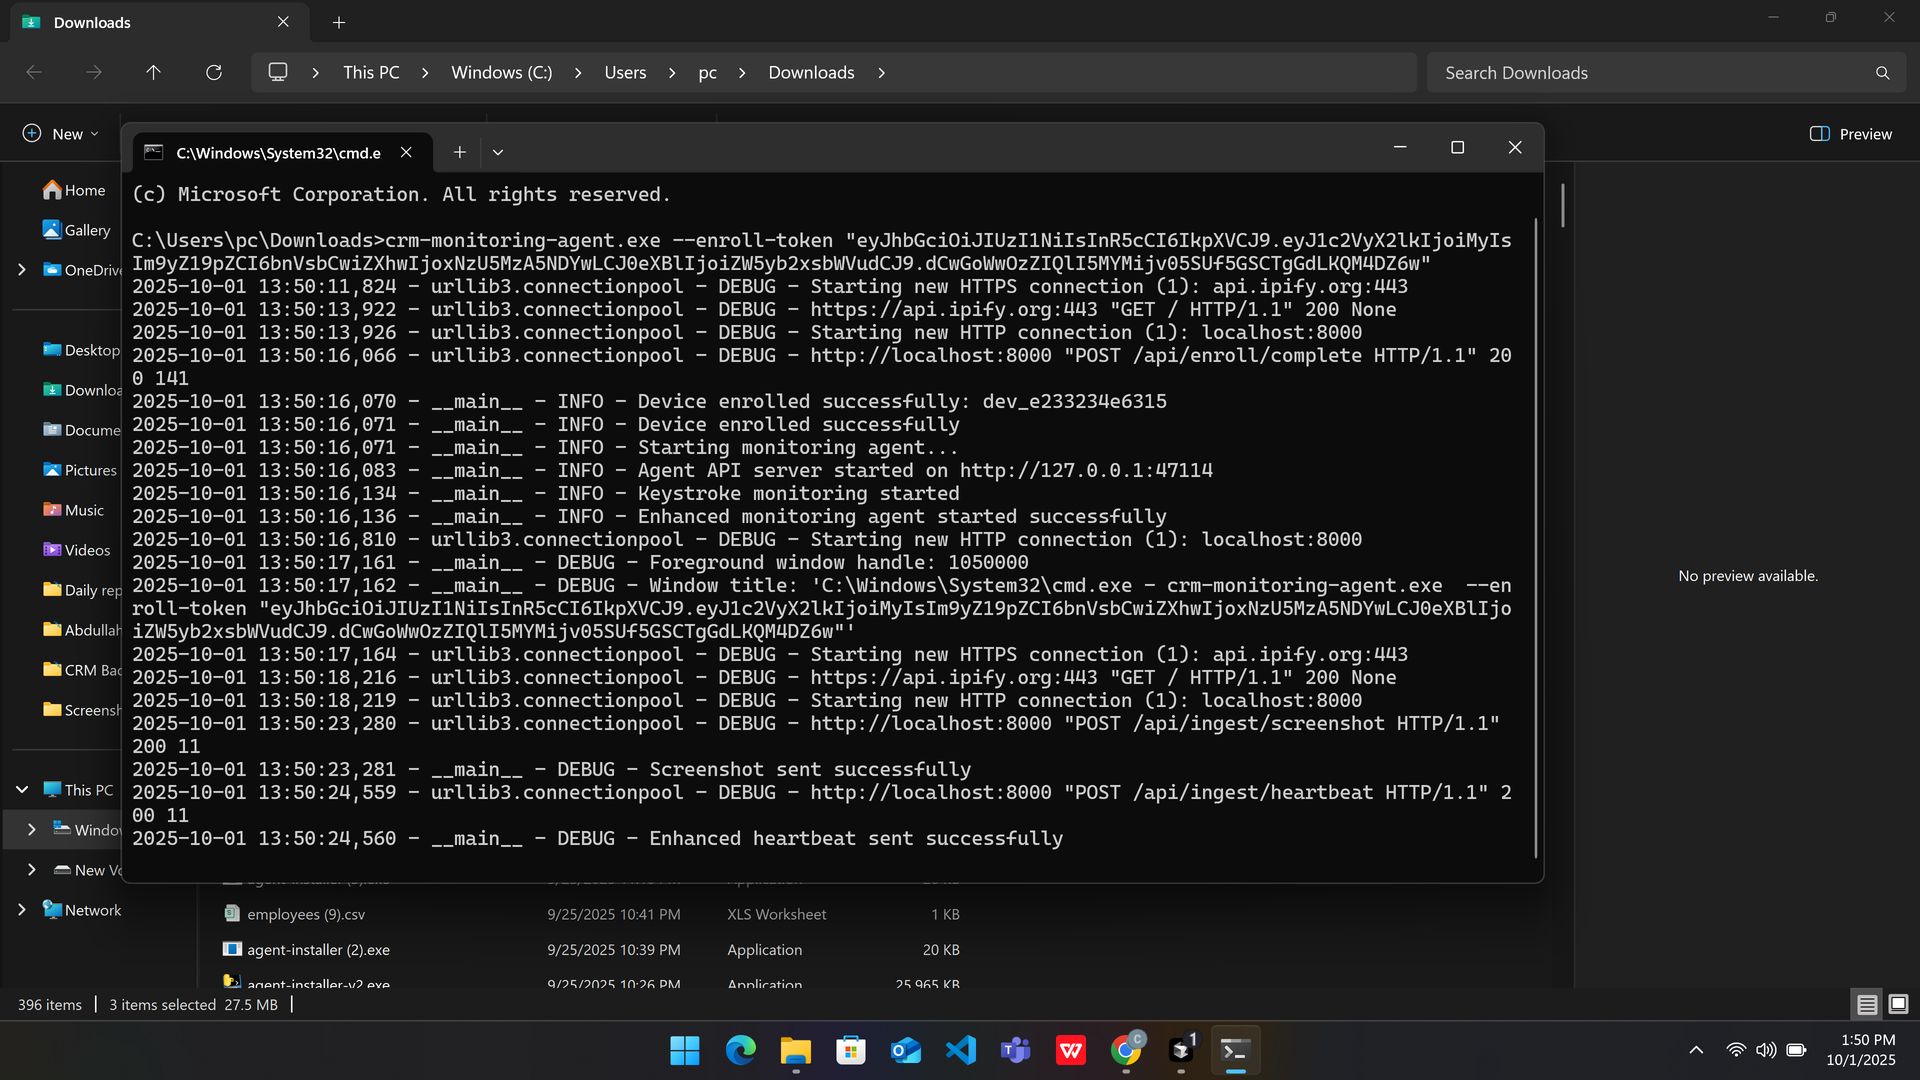 Downloads
This PC
Windows (C:)
Users
pc
Downloads
Search Downloads
New
Preview
C:\Windows\System32\cmd.e
Home
Gallery
OneDrive
Desktop
Downloa
Docume
Pictures
Music
Videos
Daily rep
Abdullah
CRM Bac
Screensh
This PC
Windo
New Vo
Network
(c) Microsoft Corporation. All rights reserved.
C:\Users\pc\Downloads>crm-monitoring-agent.exe --enroll-token "eyJhbGciOiJIUzI1NiIsInR5cCI6IkpXVCJ9.eyJ1c2VyX2lkIjoiMyIs
Im9yZ19pZCI6bnVsbCwiZXhwIjoxNzU5MzA5NDYwLCJ0eXBlIjoiZW5yb2xsbWVudCJ9.dCwGoWwOzZIQlI5MYMijv05SUf5GSCTgGdLKQM4DZ6w"
2025-10-01 13:50:11,824 - urllib3.connectionpool - DEBUG - Starting new HTTPS connection (1): api.ipify.org:443
2025-10-01 13:50:13,922 - urllib3.connectionpool - DEBUG - https://api.ipify.org:443 "GET / HTTP/1.1" 200 None
2025-10-01 13:50:13,926 - urllib3.connectionpool - DEBUG - Starting new HTTP connection (1): localhost:8000
2025-10-01 13:50:16,066 - urllib3.connectionpool - DEBUG - http://localhost:8000 "POST /api/enroll/complete HTTP/1.1" 20
0 141
2025-10-01 13:50:16,070 - __main__ - INFO - Device enrolled successfully: dev_e233234e6315
2025-10-01 13:50:16,071 - __main__ - INFO - Device enrolled successfully
2025-10-01 13:50:16,071 - __main__ - INFO - Starting monitoring agent...
2025-10-01 13:50:16,083 - __main__ - INFO - Agent API server started on http://127.0.0.1:47114
2025-10-01 13:50:16,134 - __main__ - INFO - Keystroke monitoring started
2025-10-01 13:50:16,136 - __main__ - INFO - Enhanced monitoring agent started successfully
2025-10-01 13:50:16,810 - urllib3.connectionpool - DEBUG - Starting new HTTP connection (1): localhost:8000
2025-10-01 13:50:17,161 - __main__ - DEBUG - Foreground window handle: 1050000
2025-10-01 13:50:17,162 - __main__ - DEBUG - Window title: 'C:\Windows\System32\cmd.exe - crm-monitoring-agent.exe  --en
roll-token "eyJhbGciOiJIUzI1NiIsInR5cCI6IkpXVCJ9.eyJ1c2VyX2lkIjoiMyIsIm9yZ19pZCI6bnVsbCwiZXhwIjoxNzU5MzA5NDYwLCJ0eXBlIjo
iZW5yb2xsbWVudCJ9.dCwGoWwOzZIQlI5MYMijv05SUf5GSCTgGdLKQM4DZ6w"'
2025-10-01 13:50:17,164 - urllib3.connectionpool - DEBUG - Starting new HTTPS connection (1): api.ipify.org:443
2025-10-01 13:50:18,216 - urllib3.connectionpool - DEBUG - https://api.ipify.org:443 "GET / HTTP/1.1" 200 None
2025-10-01 13:50:18,219 - urllib3.connectionpool - DEBUG - Starting new HTTP connection (1): localhost:8000
2025-10-01 13:50:23,280 - urllib3.connectionpool - DEBUG - http://localhost:8000 "POST /api/ingest/screenshot HTTP/1.1"
200 11
2025-10-01 13:50:23,281 - __main__ - DEBUG - Screenshot sent successfully
2025-10-01 13:50:24,559 - urllib3.connectionpool - DEBUG - http://localhost:8000 "POST /api/ingest/heartbeat HTTP/1.1" 2
00 11
2025-10-01 13:50:24,560 - __main__ - DEBUG - Enhanced heartbeat sent successfully
No preview available.
employees (9).csv 9/25/2025 10:41 PM XLS Worksheet 1 KB
agent-installer (2).exe 9/25/2025 10:39 PM Application 20 KB
agent-installer-v2.exe 9/25/2025 10:26 PM Application 25,965 KB
396 items
3 items selected 27.5 MB
1:50 PM
10/1/2025